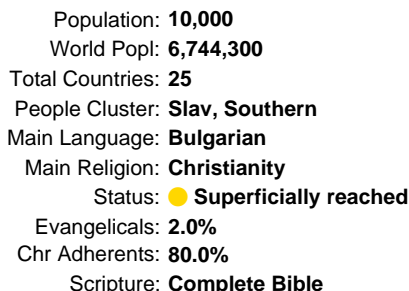 Population: 10,000
World Popl: 6,744,300
Total Countries: 25
People Cluster: Slav, Southern
Main Language: Bulgarian
Main Religion: Christianity
Status: Superficially reached
Evangelicals: 2.0%
Chr Adherents: 80.0%
Scripture: Complete Bible